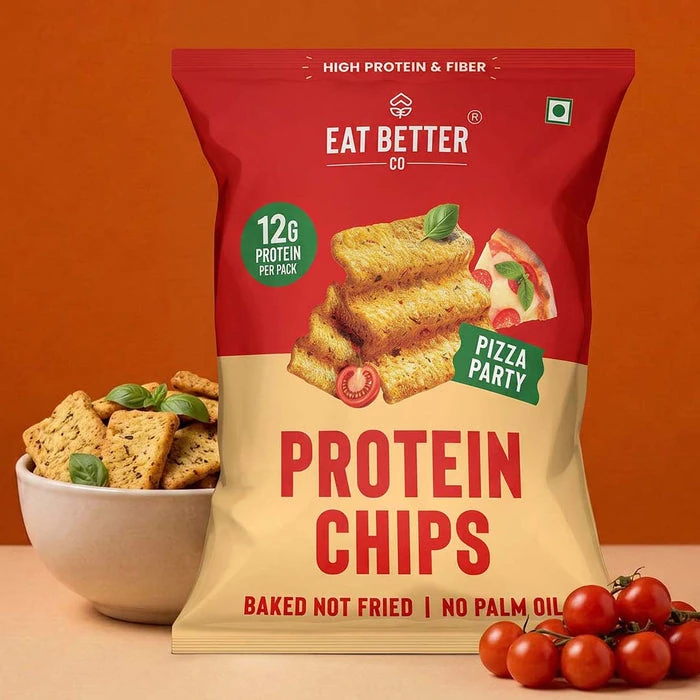 HIGH PROTEIN & FIBER
®
EAT BETTER
CO
12G
PROTEIN
PER PACK
PIZZA
PARTY
PROTEIN
CHIPS
BAKED NOT FRIED | NO PALM OIL